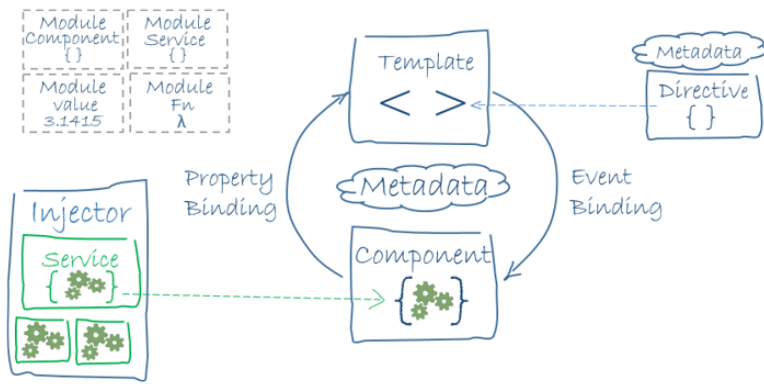 Module
Component
{ }
Module
Service
{ }
Module
value
3.1415
Module
Fn
λ
Template
< >
Metadata
Directive
{ }
Property
Binding
Metadata
Event
Binding
Injector
Service
{ }
Component
{ }